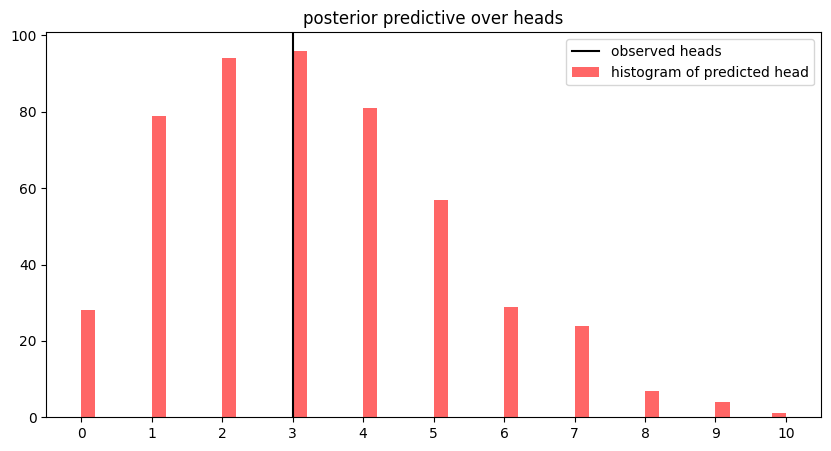 posterior predictive over heads
100
80
60
40
20
0
observed heads
histogram of predicted head
0 1 2 3 4 5 6 7 8 9 10